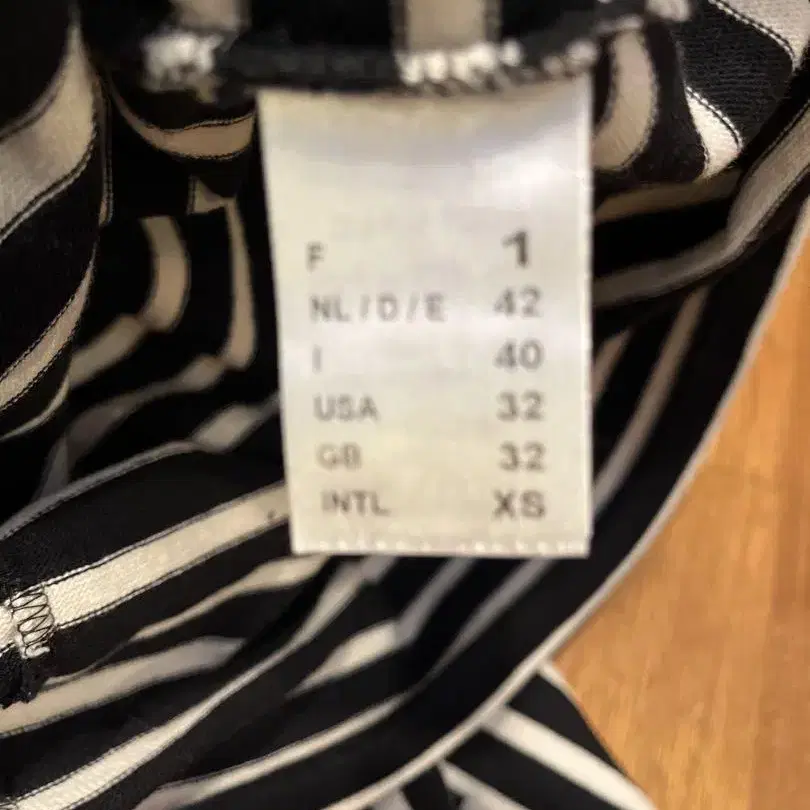 F 1
NL / D / E 42
I 40
USA 32
GB 32
INTL XS